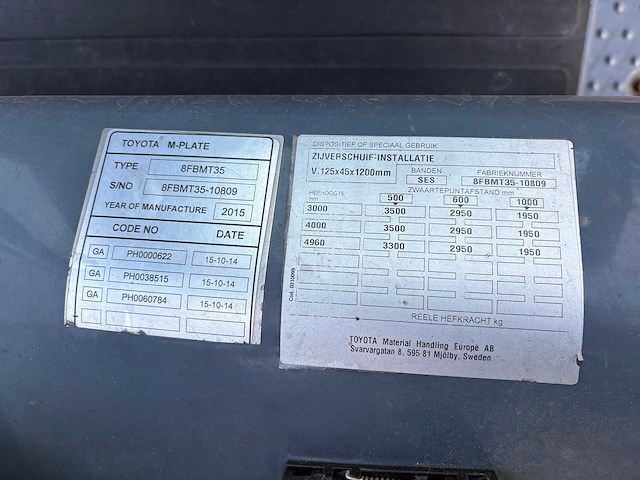 TOYOTA M-PLATE
TYPE 8FBMT35
S/NO 8FBMT35-10809
YEAR OF MANUFACTURE 2015
CODE NO DATE
GA PH0000622 15-10-14
GA PH0038515 15-10-14
GA PH0060784 15-10-14
DISPOSITIEF OF SPECIAAL GEBRUIK
ZIJVERSCHUIF-INSTALLATIE
V.125x45x1200mm BANDEN SES FABRIEKNUMMER 8FBMT35-10809
HEFHOOGTE mm ZWAARTEPUNTAFSTAND mm
500 600 1000
3000 3500 2950 1950
4000 3500 2950 1950
4960 3300 2950 1950
REELE HEFKRACHT kg
TOYOTA Material Handling Europe AB
Svarvargatan 8, 595 81 Mjölby, Sweden